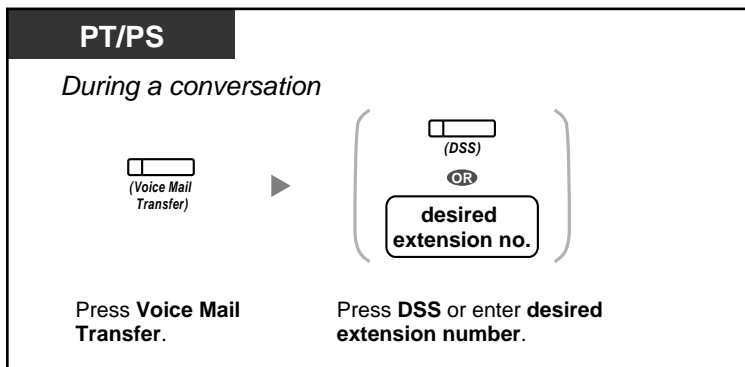 PT/PS
During a conversation
(Voice Mail
Transfer)
(DSS)
OR
desired
extension no.
Press Voice Mail
Transfer.
Press DSS or enter desired
extension number.